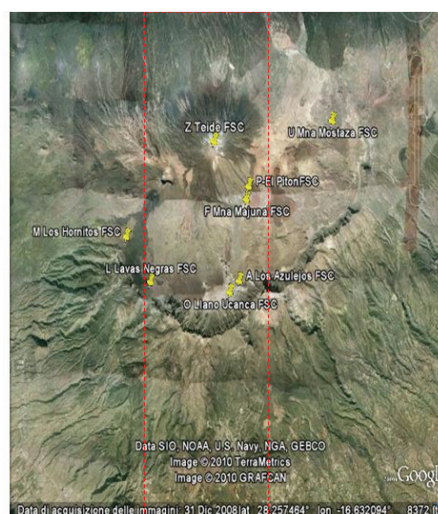 Z Teide FSC
U Mna Mostaza FSC
P-El PitonFSC
F Mna Majuna FSC
M Los Hornitos FSC
L Lavas Negras FSC
A Los Azulejos FSC
O Llano Ucanca FSC
Data SIO, NOAA, U.S. Navy, NGA, GEBCO
Image © 2010 TerraMetrics
Image © 2010 GRAFCAN
Google
Data di acquisizione delle immagini: 31 Dic 2008 lat 28.257464° lon -16.632094° 8372 m